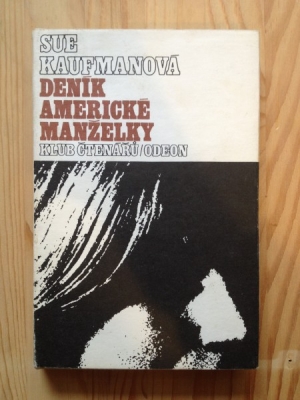 SUE
KAUFMANOVÁ
DENÍK
AMERICKÉ
MANŽELKY
KLUB ČTENÁŘŮ/ODEON